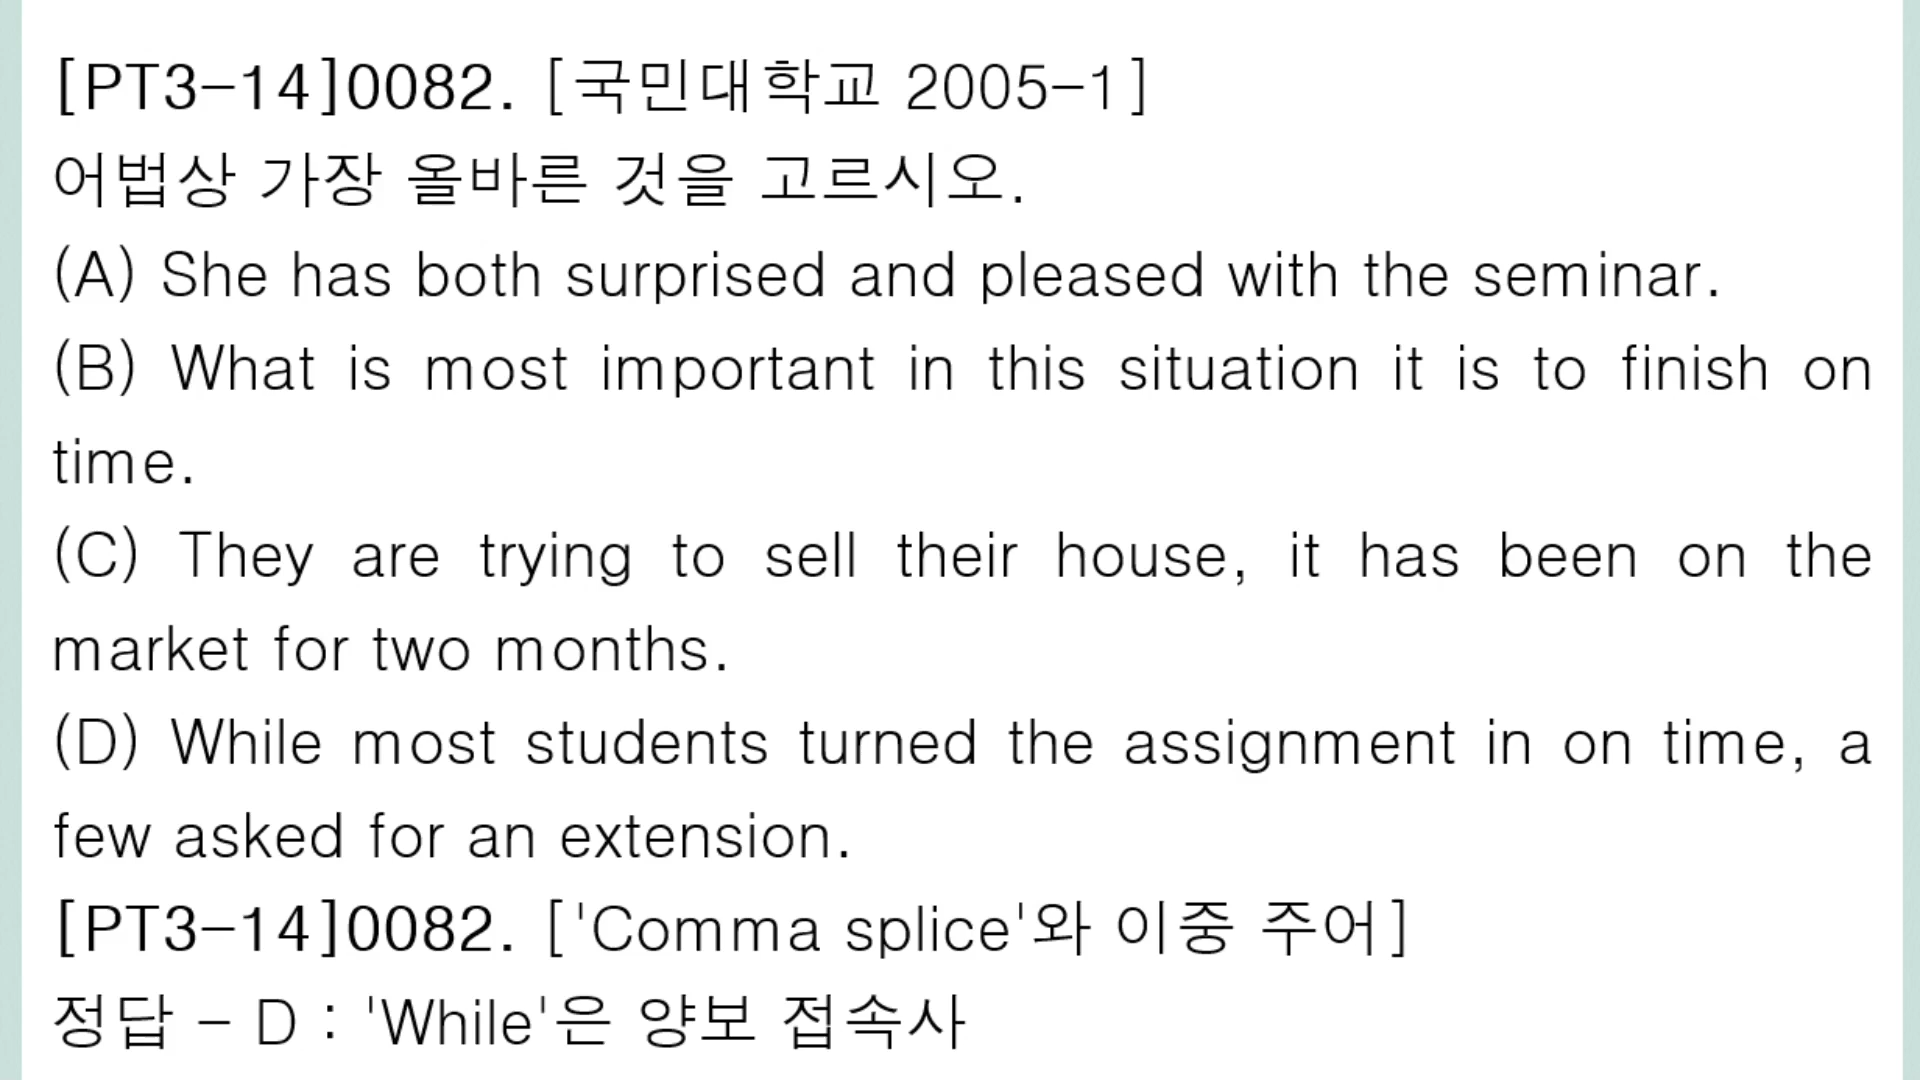 [PT3-14]0082. [국민대학교 2005-1]
어법상 가장 올바른 것을 고르시오.
(A) She has both surprised and pleased with the seminar.
(B) What is most important in this situation it is to finish on
time.
(C) They are trying to sell their house, it has been on the
market for two months.
(D) While most students turned the assignment in on time, a
few asked for an extension.
[PT3-14]0082. ['Comma splice'와 이중 주어]
정답 - D : 'While'은 양보 접속사